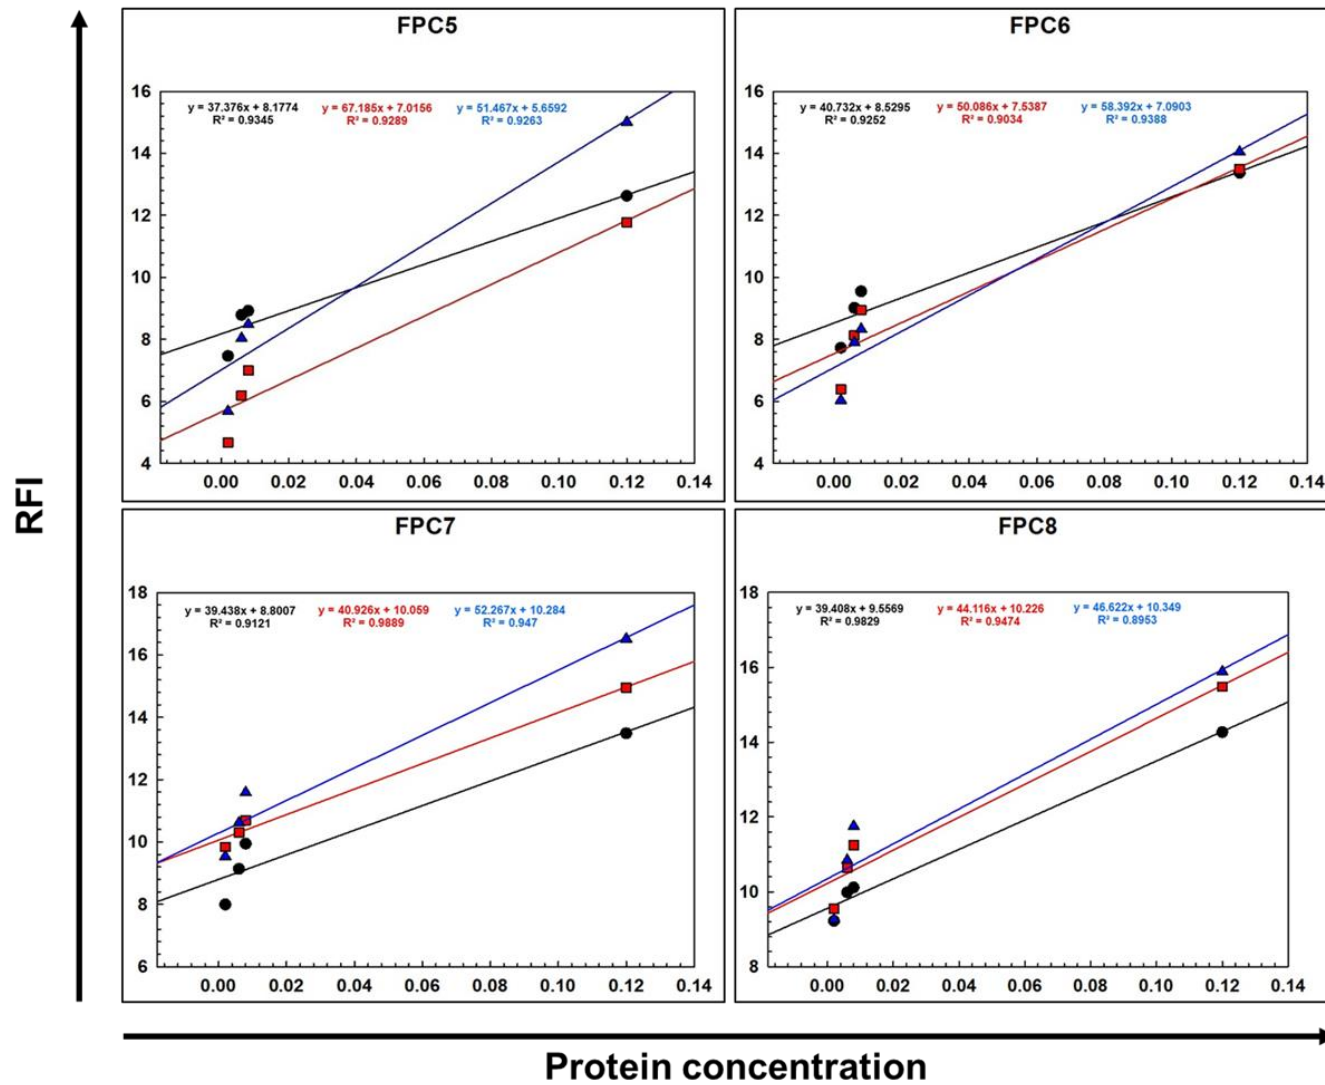 FPC5
y = 37.376x + 8.1774 y = 67.185x + 7.0156 y = 51.467x + 5.6592
R² = 0.9345 R² = 0.9289 R² = 0.9263
16
14
12
10
8
6
4
0.00 0.02 0.04 0.06 0.08 0.10 0.12 0.14
FPC6
y = 40.732x + 8.5295 y = 50.086x + 7.5387 y = 58.392x + 7.0903
R² = 0.9252 R² = 0.9034 R² = 0.9388
16
14
12
10
8
6
4
0.00 0.02 0.04 0.06 0.08 0.10 0.12 0.14
RFI
FPC7
y = 39.438x + 8.8007 y = 40.926x + 10.059 y = 52.267x + 10.284
R² = 0.9121 R² = 0.9889 R² = 0.947
18
16
14
12
10
8
6
0.00 0.02 0.04 0.06 0.08 0.10 0.12 0.14
FPC8
y = 39.408x + 9.5569 y = 44.116x + 10.226 y = 46.622x + 10.349
R² = 0.9829 R² = 0.9474 R² = 0.8953
18
16
14
12
10
8
0.00 0.02 0.04 0.06 0.08 0.10 0.12 0.14
Protein concentration